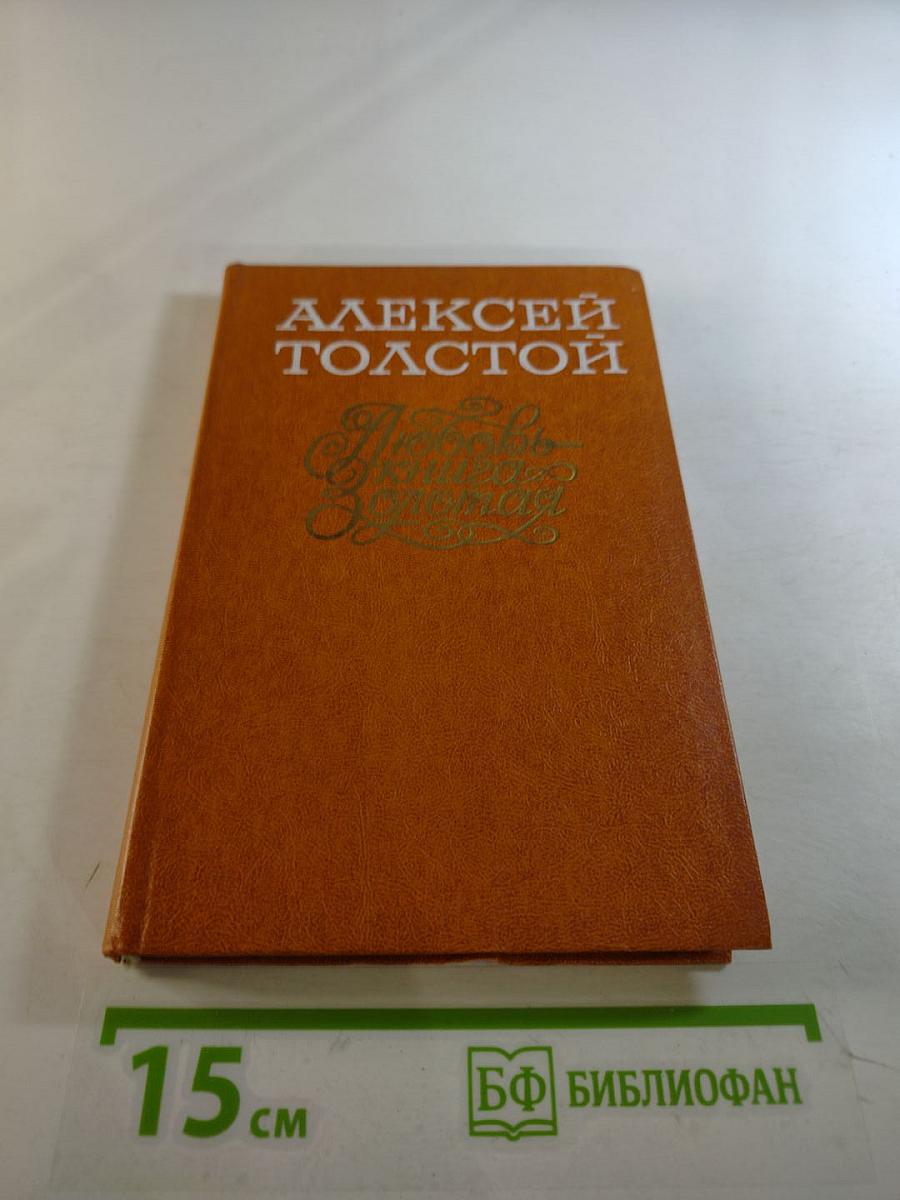 АЛЕКСЕЙ
ТОЛСТОЙ
Любовь—
книга
золотая
15 см
БФ БИБЛИОФАН